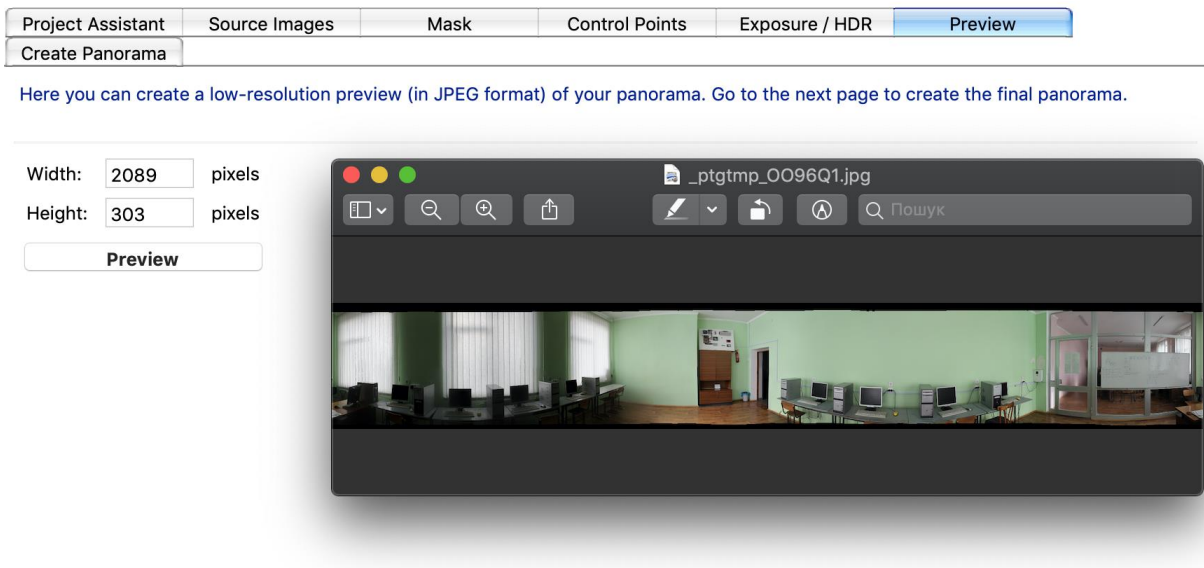 Project Assistant Source Images Mask Control Points Exposure / HDR Preview
Create Panorama
Here you can create a low-resolution preview (in JPEG format) of your panorama. Go to the next page to create the final panorama.
Width: 2089 pixels
Height: 303 pixels
Preview
_ptgtmp_OO96Q1.jpg
Пошук